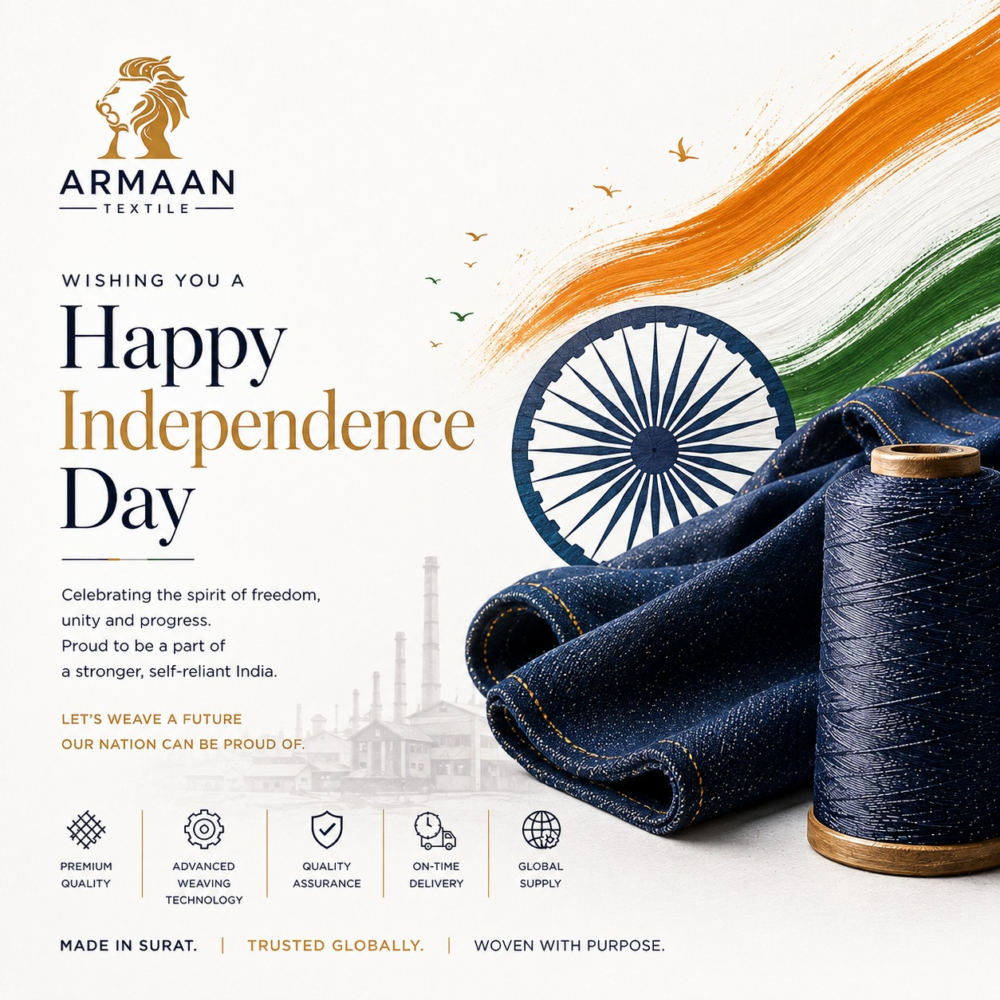 ARMAAN
TEXTILE
WISHING YOU A
Happy
Independence
Day
Celebrating the spirit of freedom,
unity and progress.
Proud to be a part of
a stronger, self-reliant India.
LET'S WEAVE A FUTURE
OUR NATION CAN BE PROUD OF.
PREMIUM
QUALITY
ADVANCED
WEAVING
TECHNOLOGY
QUALITY
ASSURANCE
ON-TIME
DELIVERY
GLOBAL
SUPPLY
MADE IN SURAT. | TRUSTED GLOBALLY. | WOVEN WITH PURPOSE.